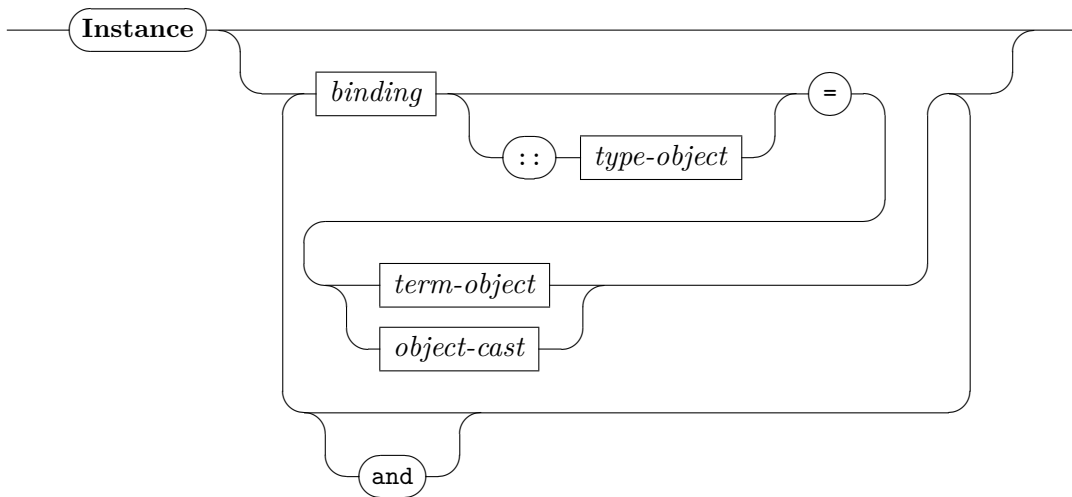 Instance
binding =
:: type-object
term-object
object-cast
and